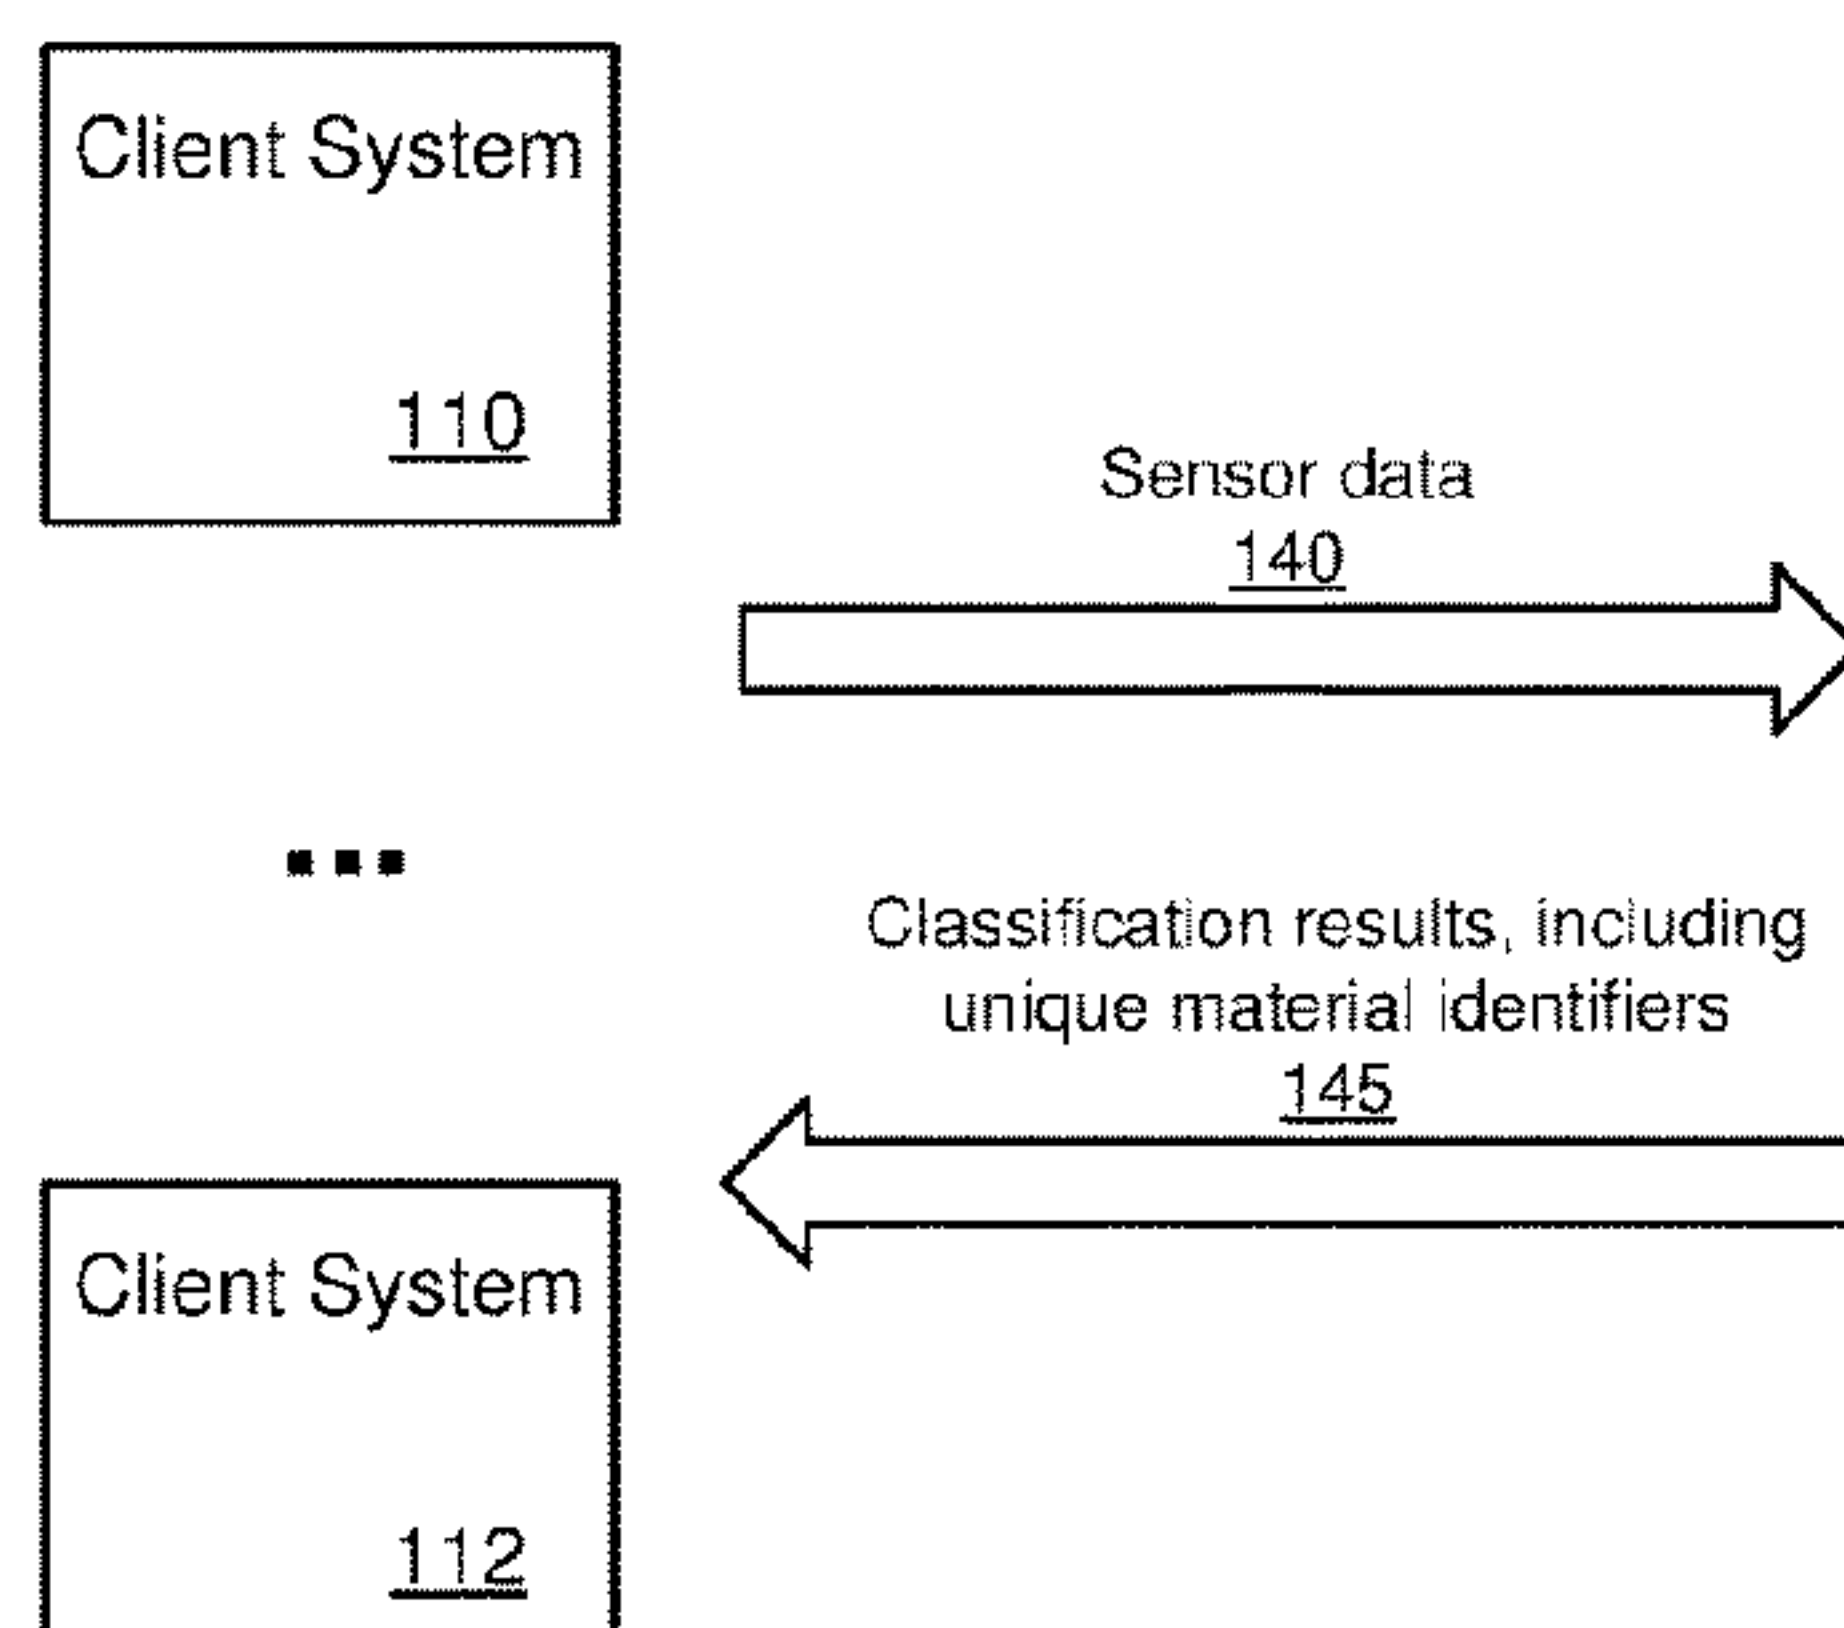 Client System
110
Sensor data
140
...
Classification results, including
unique material identifiers
145
Client System
112